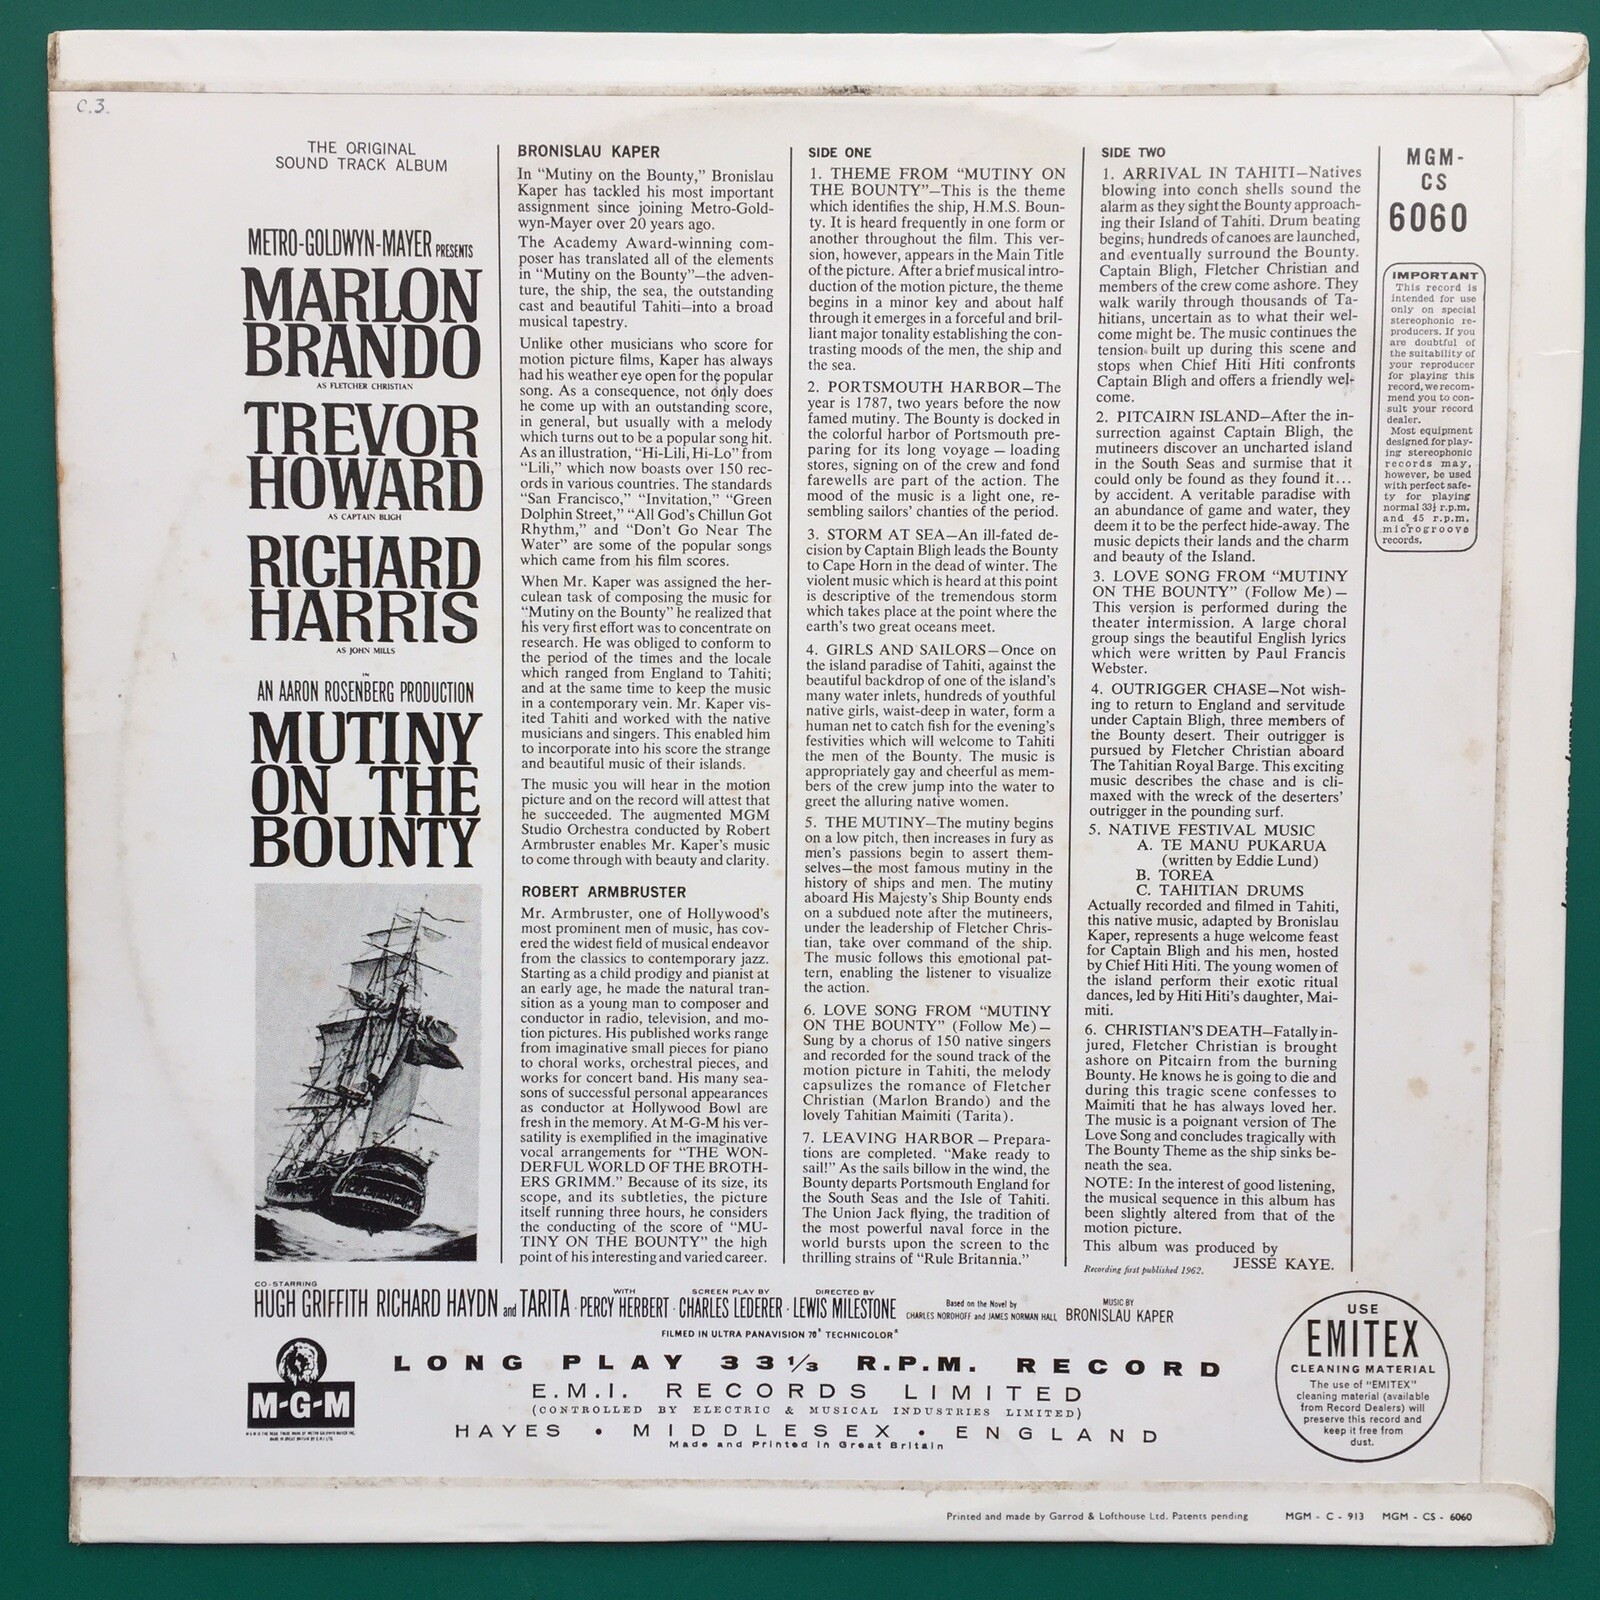 C.3.
THE ORIGINAL
SOUND TRACK ALBUM
METRO-GOLDWYN-MAYER PRESENTS
MARLON
BRANDO
AS FLETCHER CHRISTIAN
TREVOR
HOWARD
AS CAPTAIN BLIGH
RICHARD
HARRIS
AS JOHN MILLS
IN
AN AARON ROSENBERG PRODUCTION
MUTINY
ON THE
BOUNTY
BRONISLAU KAPER
In “Mutiny on the Bounty,” Bronislau
Kaper has tackled his most important
assignment since joining Metro-Gold-
wyn-Mayer over 20 years ago.
The Academy Award-winning com-
poser has translated all of the elements
in “Mutiny on the Bounty”—the adven-
ture, the ship, the sea, the outstanding
cast and beautiful Tahiti—into a broad
musical tapestry.
Unlike other musicians who score for
motion picture films, Kaper has always
had his weather eye open for the popular
song. As a consequence, not only does
he come up with an outstanding score,
in general, but usually with a melody
which turns out to be a popular song hit.
As an illustration, “Hi-Lili, Hi-Lo” from
“Lili,” which now boasts over 150 rec-
ords in various countries. The standards
“San Francisco,” “Invitation,” “Green
Dolphin Street,” “All God's Chillun Got
Rhythm,” and “Don't Go Near The
Water” are some of the popular songs
which came from his film scores.
When Mr. Kaper was assigned the her-
culean task of composing the music for
“Mutiny on the Bounty” he realized that
his very first effort was to concentrate on
research. He was obliged to conform to
the period of the times and the locale
which ranged from England to Tahiti;
and at the same time to keep the music
in a contemporary vein. Mr. Kaper vis-
ited Tahiti and worked with the native
musicians and singers. This enabled him
to incorporate into his score the strange
and beautiful music of their islands.
The music you will hear in the motion
picture and on the record will attest that
he succeeded. The augmented MGM
Studio Orchestra conducted by Robert
Armbruster enables Mr. Kaper's music
to come through with beauty and clarity.
ROBERT ARMBRUSTER
Mr. Armbruster, one of Hollywood's
most prominent men of music, has cov-
ered the widest field of musical endeavor
from the classics to contemporary jazz.
Starting as a child prodigy and pianist at
an early age, he made the natural tran-
sition as a young man to composer and
conductor in radio, television, and mo-
tion pictures. His published works range
from imaginative small pieces for piano
to choral works, orchestral pieces, and
works for concert band. His many sea-
sons of successful personal appearances
as conductor at Hollywood Bowl are
fresh in the memory. At M-G-M his ver-
satility is exemplified in the imaginative
vocal arrangements for “THE WON-
DERFUL WORLD OF THE BROTH-
ERS GRIMM.” Because of its size, its
scope, and its subtleties, the picture
itself running three hours, he considers
the conducting of the score of “MU-
TINY ON THE BOUNTY” the high
point of his interesting and varied career.
SIDE ONE
1. THEME FROM “MUTINY ON
THE BOUNTY”—This is the theme
which identifies the ship, H.M.S. Boun-
ty. It is heard frequently in one form or
another throughout the film. This ver-
sion, however, appears in the Main Title
of the picture. After a brief musical intro-
duction of the motion picture, the theme
begins in a minor key and about half
through it emerges in a forceful and bril-
liant major tonality establishing the con-
trasting moods of the men, the ship and
the sea.
2. PORTSMOUTH HARBOR—The
year is 1787, two years before the now
famed mutiny. The Bounty is docked in
the colorful harbor of Portsmouth pre-
paring for its long voyage — loading
stores, signing on of the crew and fond
farewells are part of the action. The
mood of the music is a light one, re-
sembling sailors' chanties of the period.
3. STORM AT SEA—An ill-fated de-
cision by Captain Bligh leads the Bounty
to Cape Horn in the dead of winter. The
violent music which is heard at this point
is descriptive of the tremendous storm
which takes place at the point where the
earth's two great oceans meet.
4. GIRLS AND SAILORS—Once on
the island paradise of Tahiti, against the
beautiful backdrop of one of the island's
many water inlets, hundreds of youthful
native girls, waist-deep in water, form a
human net to catch fish for the evening's
festivities which will welcome to Tahiti
the men of the Bounty. The music is
appropriately gay and cheerful as mem-
bers of the crew jump into the water to
greet the alluring native women.
5. THE MUTINY—The mutiny begins
on a low pitch, then increases in fury as
men's passions begin to assert them-
selves—the most famous mutiny in the
history of ships and men. The mutiny
aboard His Majesty's Ship Bounty ends
on a subdued note after the mutineers,
under the leadership of Fletcher Chris-
tian, take over command of the ship.
The music follows this emotional pat-
tern, enabling the listener to visualize
the action.
6. LOVE SONG FROM “MUTINY
ON THE BOUNTY” (Follow Me)—
Sung by a chorus of 150 native singers
and recorded for the sound track of the
motion picture in Tahiti, the melody
capsulizes the romance of Fletcher
Christian (Marlon Brando) and the
lovely Tahitian Maimiti (Tarita).
7. LEAVING HARBOR — Prepara-
tions are completed. “Make ready to
sail!” As the sails billow in the wind, the
Bounty departs Portsmouth England for
the South Seas and the Isle of Tahiti.
The Union Jack flying, the tradition of
the most powerful naval force in the
world bursts upon the screen to the
thrilling strains of “Rule Britannia.”
SIDE TWO
1. ARRIVAL IN TAHITI—Natives
blowing into conch shells sound the
alarm as they sight the Bounty approach-
ing their Island of Tahiti. Drum beating
begins, hundreds of canoes are launched,
and eventually surround the Bounty.
Captain Bligh, Fletcher Christian and
members of the crew come ashore. They
walk warily through thousands of Ta-
hitians, uncertain as to what their wel-
come might be. The music continues the
tension built up during this scene and
stops when Chief Hiti Hiti confronts
Captain Bligh and offers a friendly wel-
come.
2. PITCAIRN ISLAND—After the in-
surrection against Captain Bligh, the
mutineers discover an uncharted island
in the South Seas and surmise that it
could only be found as they found it...
by accident. A veritable paradise with
an abundance of game and water, they
deem it to be the perfect hide-away. The
music depicts their lands and the charm
and beauty of the Island.
3. LOVE SONG FROM “MUTINY
ON THE BOUNTY” (Follow Me)—
This version is performed during the
theater intermission. A large choral
group sings the beautiful English lyrics
which were written by Paul Francis
Webster.
4. OUTRIGGER CHASE—Not wish-
ing to return to England and servitude
under Captain Bligh, three members of
the Bounty desert. Their outrigger is
pursued by Fletcher Christian aboard
The Tahitian Royal Barge. This exciting
music describes the chase and is cli-
maxed with the wreck of the deserters'
outrigger in the pounding surf.
5. NATIVE FESTIVAL MUSIC
A. TE MANU PUKARUA
(written by Eddie Lund)
B. TOREA
C. TAHITIAN DRUMS
Actually recorded and filmed in Tahiti,
this native music, adapted by Bronislau
Kaper, represents a huge welcome feast
for Captain Bligh and his men, hosted
by Chief Hiti Hiti. The young women of
the island perform their exotic ritual
dances, led by Hiti Hiti's daughter, Mai-
miti.
6. CHRISTIAN'S DEATH—Fatally in-
jured, Fletcher Christian is brought
ashore on Pitcairn from the burning
Bounty. He knows he is going to die and
during this tragic scene confesses to
Maimiti that he has always loved her.
The music is a poignant version of The
Love Song and concludes tragically with
The Bounty Theme as the ship sinks be-
neath the sea.
NOTE: In the interest of good listening,
the musical sequence in this album has
been slightly altered from that of the
motion picture.
This album was produced by
JESSE KAYE.
Recording first published 1962.
MGM-
CS
6060
IMPORTANT
This record is
intended for use
only on special
stereophonic re-
producers. If you
are doubtful of
the suitability of
your reproducer
for playing this
record, we recom-
mend you to con-
sult your record
dealer.
Most equipment
designed for play-
ing stereophonic
records may,
however, be used
with perfect safe-
ty for playing
normal 33⅓ r.p.m.
and 45 r.p.m.
microgroove
records.
CO-STARRING
HUGH GRIFFITH RICHARD HAYDN and TARITA · WITH PERCY HERBERT · SCREEN PLAY BY CHARLES LEDERER · DIRECTED BY LEWIS MILESTONE Based on the Novel by CHARLES NORDHOFF and JAMES NORMAN HALL MUSIC BY BRONISLAU KAPER
FILMED IN ULTRA PANAVISION 70® TECHNICOLOR®
M-G-M
LONG PLAY 33⅓ R.P.M. RECORD
E.M.I. RECORDS LIMITED
(CONTROLLED BY ELECTRIC & MUSICAL INDUSTRIES LIMITED)
HAYES • MIDDLESEX • ENGLAND
Made and Printed in Great Britain
USE
EMITEX
CLEANING MATERIAL
The use of "EMITEX"
cleaning material (available
from Record Dealers) will
preserve this record and
keep it free from
dust.
Printed and made by Garrod & Lofthouse Ltd. Patents pending MGM - C - 913 MGM - CS - 6060